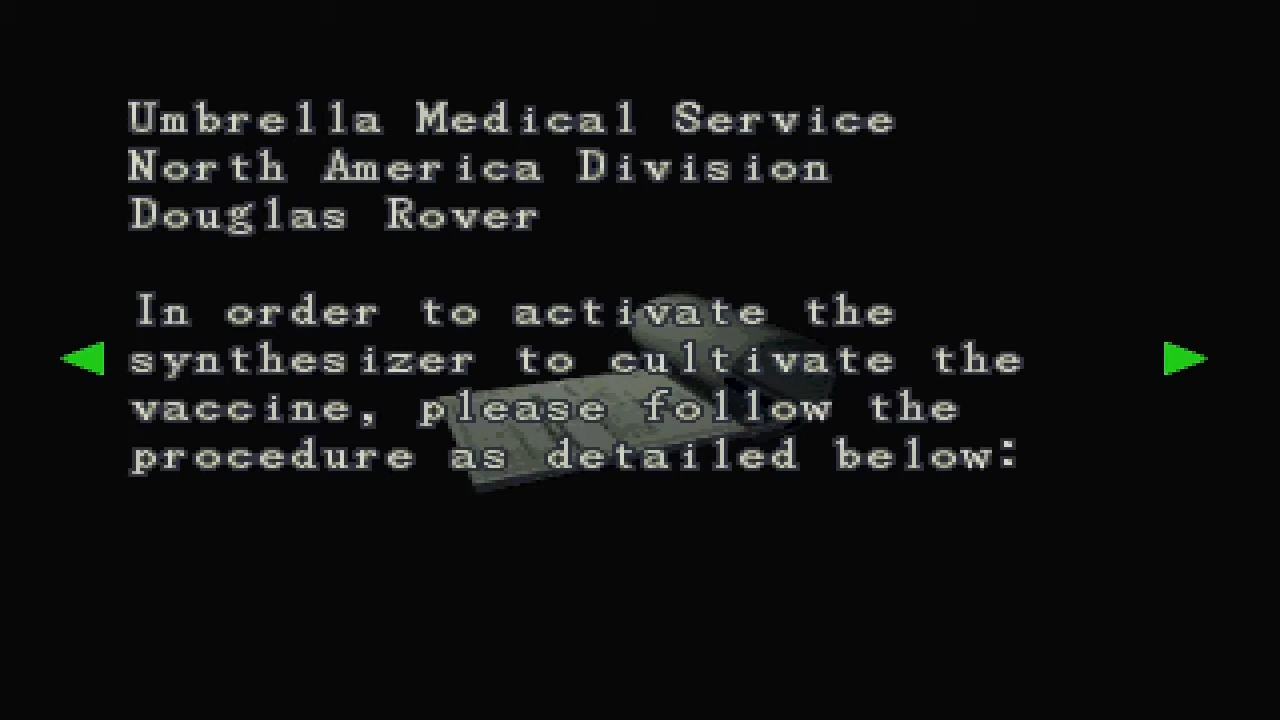 Umbrella Medical Service
North America Division
Douglas Rover
In order to activate the
synthesizer to cultivate the
vaccine, please follow the
procedure as detailed below: